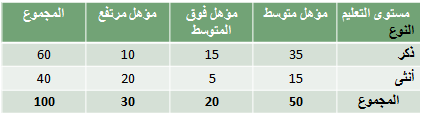 مستوى التعليم مؤهل متوسط مؤهل فوق المتوسط مؤهل مرتفع المجموع
النوع
ذكر 35 15 10 60
أنثى 15 5 20 40
المجموع 50 20 30 100